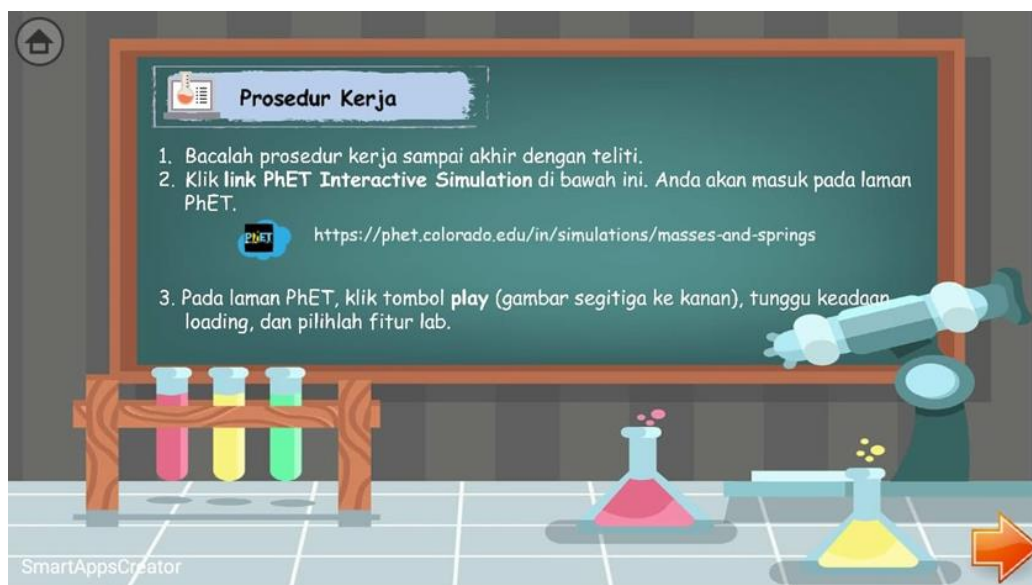 Prosedur Kerja
1. Bacalah prosedur kerja sampai akhir dengan teliti.
2. Klik link PhET Interactive Simulation di bawah ini. Anda akan masuk pada laman
PhET.
PhET
https://phet.colorado.edu/in/simulations/masses-and-springs
3. Pada laman PhET, klik tombol play (gambar segitiga ke kanan), tunggu keadaan
loading, dan pilihlah fitur lab.
SmartAppsCreator